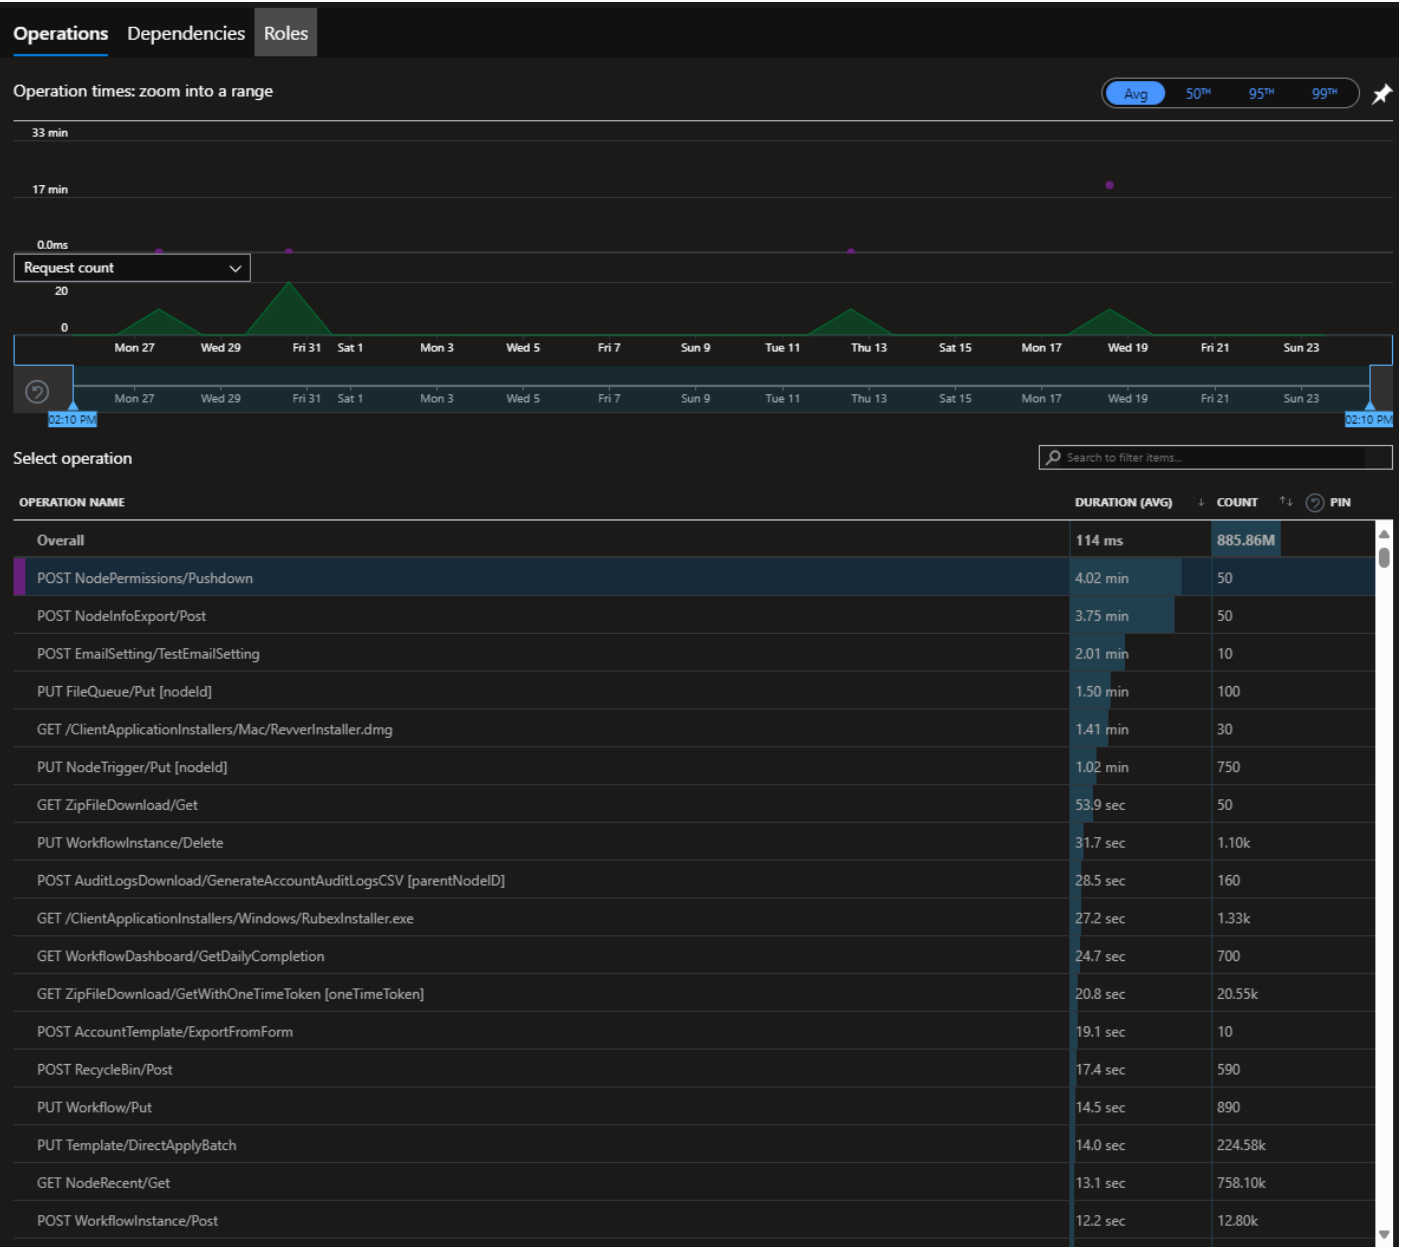 Operations Dependencies Roles
Operation times: zoom into a range
Avg 50TH 95TH 99TH
33 min
17 min
0.0ms
Request count
20
0
Mon 27 Wed 29 Fri 31 Sat 1 Mon 3 Wed 5 Fri 7 Sun 9 Tue 11 Thu 13 Sat 15 Mon 17 Wed 19 Fri 21 Sun 23
Mon 27 Wed 29 Fri 31 Sat 1 Mon 3 Wed 5 Fri 7 Sun 9 Tue 11 Thu 13 Sat 15 Mon 17 Wed 19 Fri 21 Sun 23
02:10 PM 02:10 PM
Select operation
Search to filter items...
OPERATION NAME DURATION (AVG) COUNT PIN
Overall 114 ms 885.86M
POST NodePermissions/Pushdown 4.02 min 50
POST NodeInfoExport/Post 3.75 min 50
POST EmailSetting/TestEmailSetting 2.01 min 10
PUT FileQueue/Put [nodeId] 1.50 min 100
GET /ClientApplicationInstallers/Mac/RevverInstaller.dmg 1.41 min 30
PUT NodeTrigger/Put [nodeId] 1.02 min 750
GET ZipFileDownload/Get 53.9 sec 50
PUT WorkflowInstance/Delete 31.7 sec 1.10k
POST AuditLogsDownload/GenerateAccountAuditLogsCSV [parentNodeID] 28.5 sec 160
GET /ClientApplicationInstallers/Windows/RubexInstaller.exe 27.2 sec 1.33k
GET WorkflowDashboard/GetDailyCompletion 24.7 sec 700
GET ZipFileDownload/GetWithOneTimeToken [oneTimeToken] 20.8 sec 20.55k
POST AccountTemplate/ExportFromForm 19.1 sec 10
POST RecycleBin/Post 17.4 sec 590
PUT Workflow/Put 14.5 sec 890
PUT Template/DirectApplyBatch 14.0 sec 224.58k
GET NodeRecent/Get 13.1 sec 758.10k
POST WorkflowInstance/Post 12.2 sec 12.80k